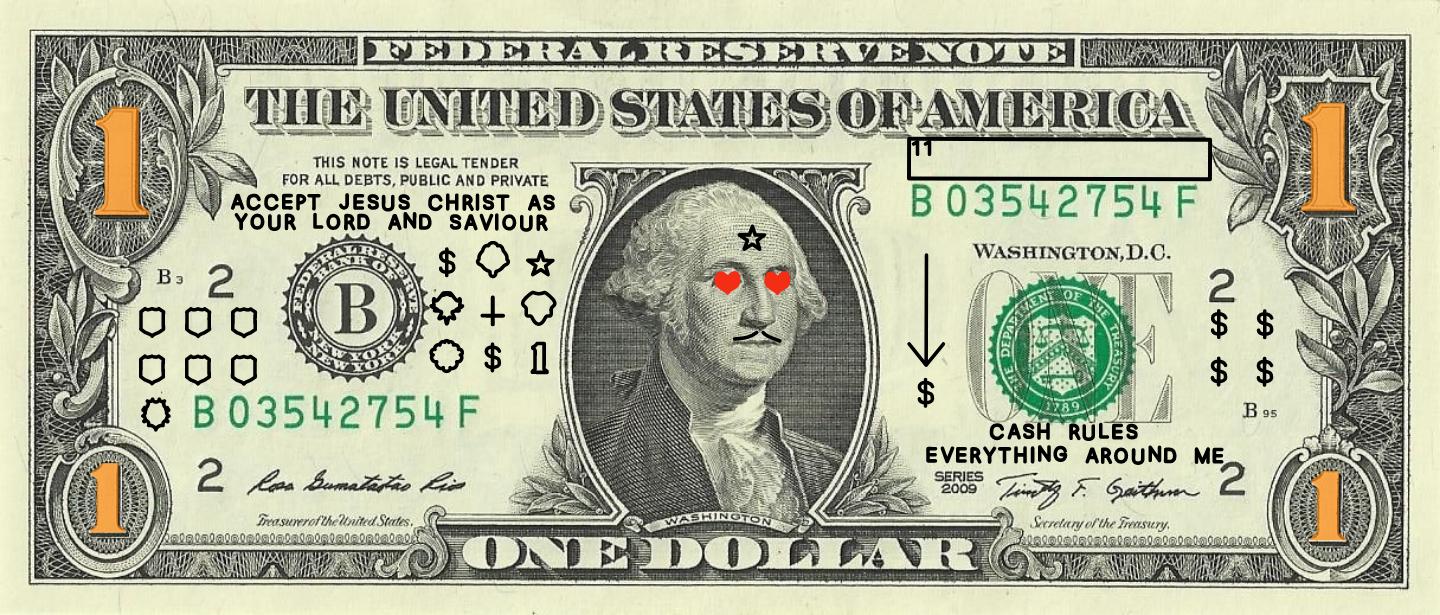 FEDERAL RESERVE NOTE
THE UNITED STATES OF AMERICA
1
1
THIS NOTE IS LEGAL TENDER
FOR ALL DEBTS, PUBLIC AND PRIVATE
ACCEPT JESUS CHRIST AS
YOUR LORD AND SAVIOUR
11
B 03542754 F
WASHINGTON, D.C.
B 3
2
FEDERAL RESERVE
BANK OF
NEW YORK
B
$
$
1
B 03542754 F
2
ONE
THE DEPARTMENT OF THE TREASURY
1789
2
$ $
$ $
$
B 95
CASH RULES
EVERYTHING AROUND ME
SERIES
2009
Rosa Gumataotao Rios
Timothy F. Geithner
2
Treasurer of the United States.
Secretary of the Treasury.
WASHINGTON
1
1
ONE DOLLAR